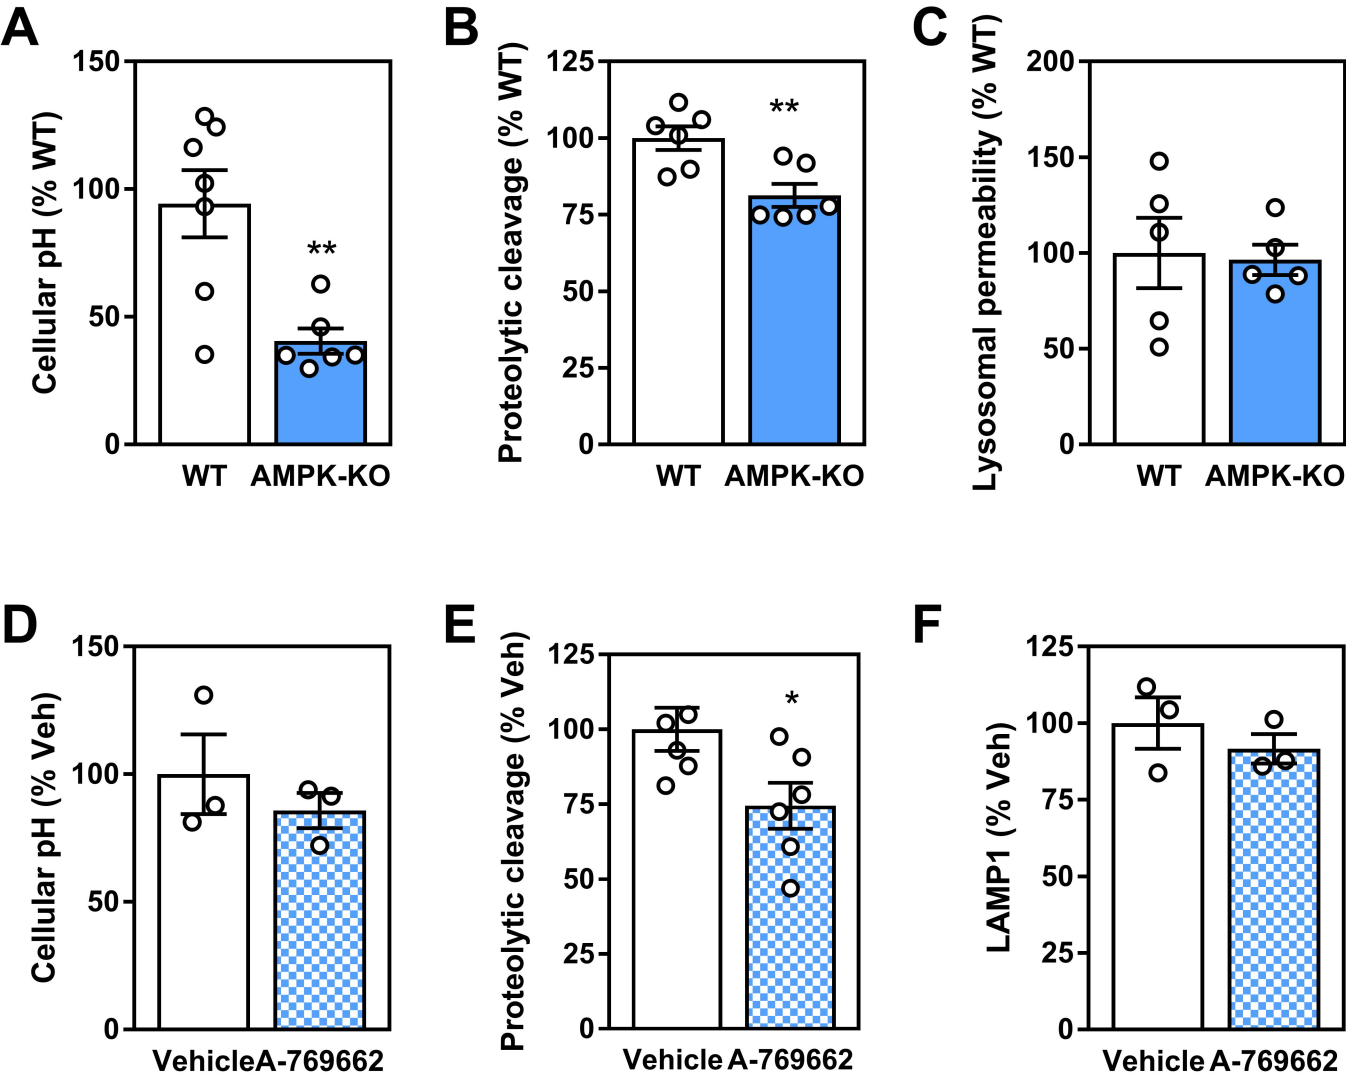 A
Cellular pH (% WT)
150
100
50
0
**
WT AMPK-KO
B
Proteolytic cleavage (% WT)
125
100
75
50
25
0
**
WT AMPK-KO
C
Lysosomal permeability (% WT)
200
150
100
50
0
WT AMPK-KO
D
Cellular pH (% Veh)
150
100
50
0
Vehicle A-769662
E
Proteolytic cleavage (% Veh)
125
100
75
50
25
0
*
Vehicle A-769662
F
LAMP1 (% Veh)
125
100
75
50
25
0
Vehicle A-769662